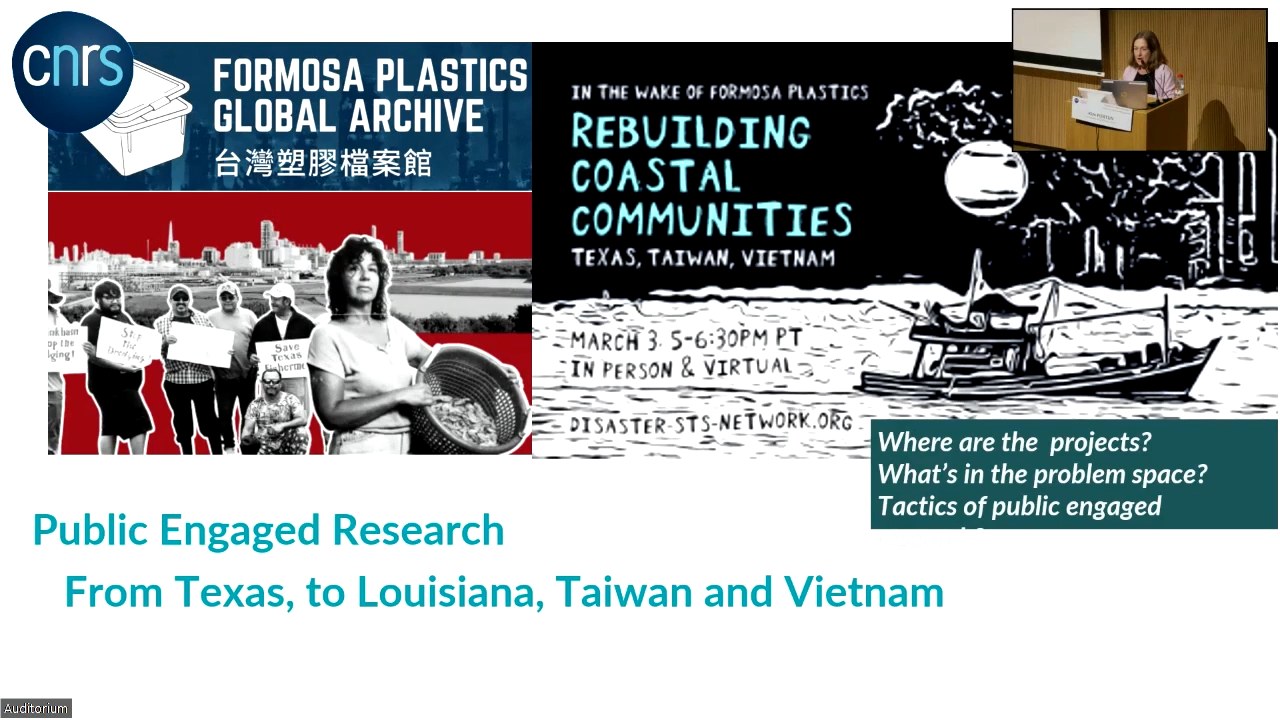 cnrs
FORMOSA PLASTICS
GLOBAL ARCHIVE
台灣塑膠檔案館
Stop
the
Dredging
Save
Texas
IN THE WAKE OF FORMOSA PLASTICS
REBUILDING
COASTAL
COMMUNITIES
TEXAS, TAIWAN, VIETNAM
MARCH 3. 5-6:30PM PT
IN PERSON & VIRTUAL
DISASTER-STS-NETWORK.ORG
Where are the projects?
What's in the problem space?
Tactics of public engaged
Public Engaged Research
From Texas, to Louisiana, Taiwan and Vietnam
Auditorium